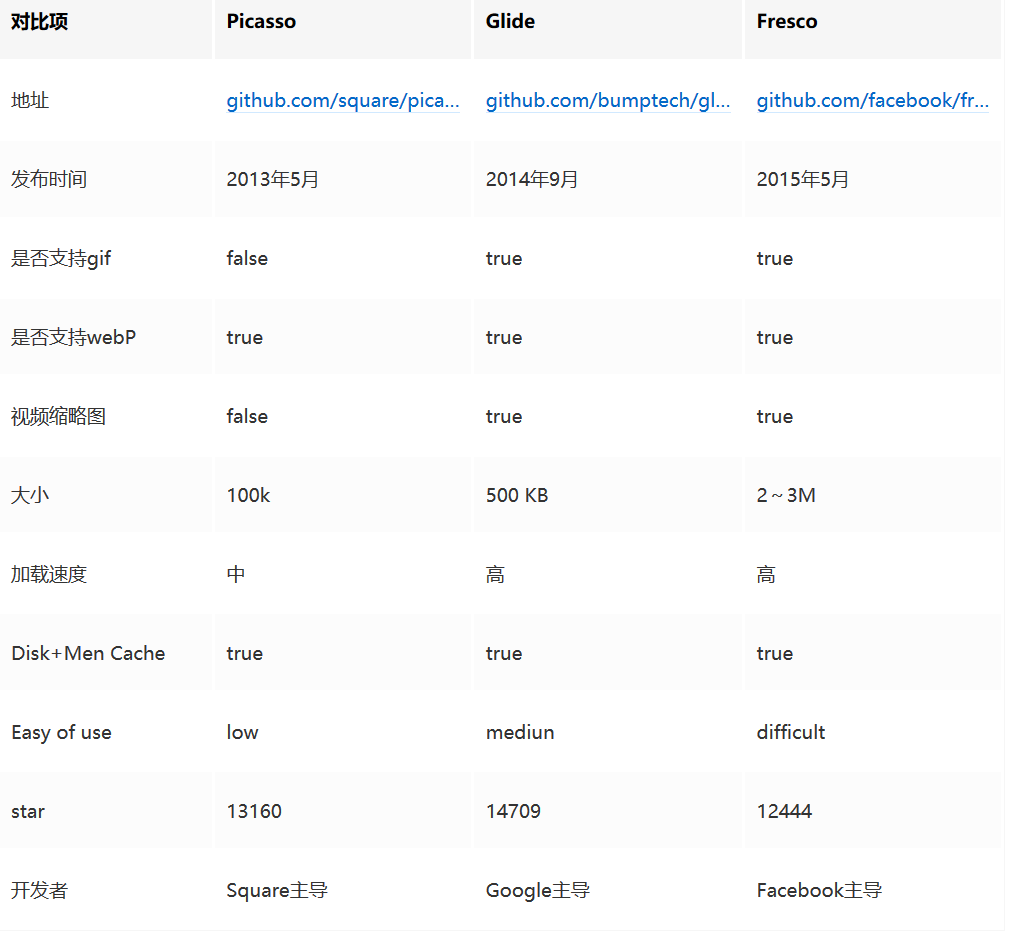 对比项 Picasso Glide Fresco
地址 github.com/square/pica... github.com/bumptech/gl... github.com/facebook/fr...
发布时间 2013年5月 2014年9月 2015年5月
是否支持gif false true true
是否支持webP true true true
视频缩略图 false true true
大小 100k 500 KB 2～3M
加载速度 中 高 高
Disk+Men Cache true true true
Easy of use low mediun difficult
star 13160 14709 12444
开发者 Square主导 Google主导 Facebook主导